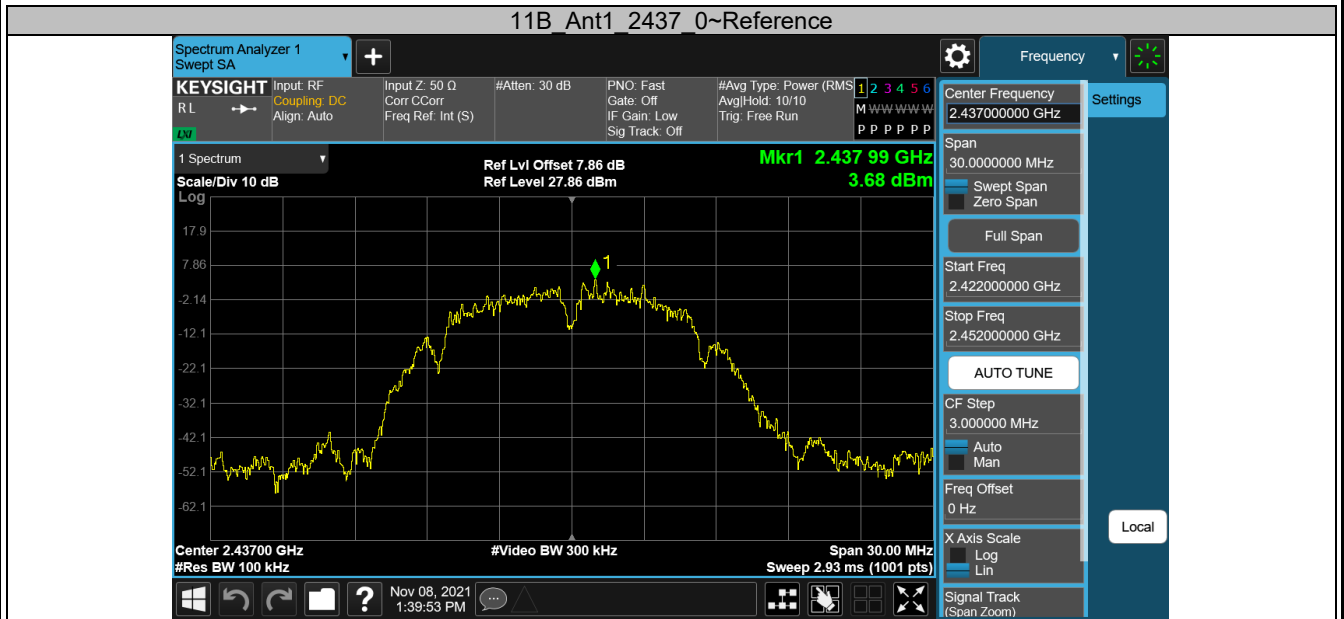 11B_Ant1_2437_0~Reference
Spectrum Analyzer 1
Swept SA
+
Frequency
KEYSIGHT
R L
LXI
Input: RF
Coupling: DC
Align: Auto
Input Z: 50 Ω
Corr CCorr
Freq Ref: Int (S)
#Atten: 30 dB
PNO: Fast
Gate: Off
IF Gain: Low
Sig Track: Off
#Avg Type: Power (RMS
Avg|Hold: 10/10
Trig: Free Run
1 2 3 4 5 6
M W W W W W
P P P P P P
1 Spectrum
Scale/Div 10 dB
Log
Ref Lvl Offset 7.86 dB
Ref Level 27.86 dBm
Mkr1 2.437 99 GHz
3.68 dBm
17.9
7.86
-2.14
-12.1
-22.1
-32.1
-42.1
-52.1
-62.1
1
Center 2.43700 GHz
#Video BW 300 kHz
Span 30.00 MHz
#Res BW 100 kHz
Sweep 2.93 ms (1001 pts)
Center Frequency
2.437000000 GHz
Settings
Span
30.0000000 MHz
Swept Span
Zero Span
Full Span
Start Freq
2.422000000 GHz
Stop Freq
2.452000000 GHz
AUTO TUNE
CF Step
3.000000 MHz
Auto
Man
Freq Offset
0 Hz
X Axis Scale
Log
Lin
Local
Signal Track
(Span Zoom)
?
Nov 08, 2021
1:39:53 PM